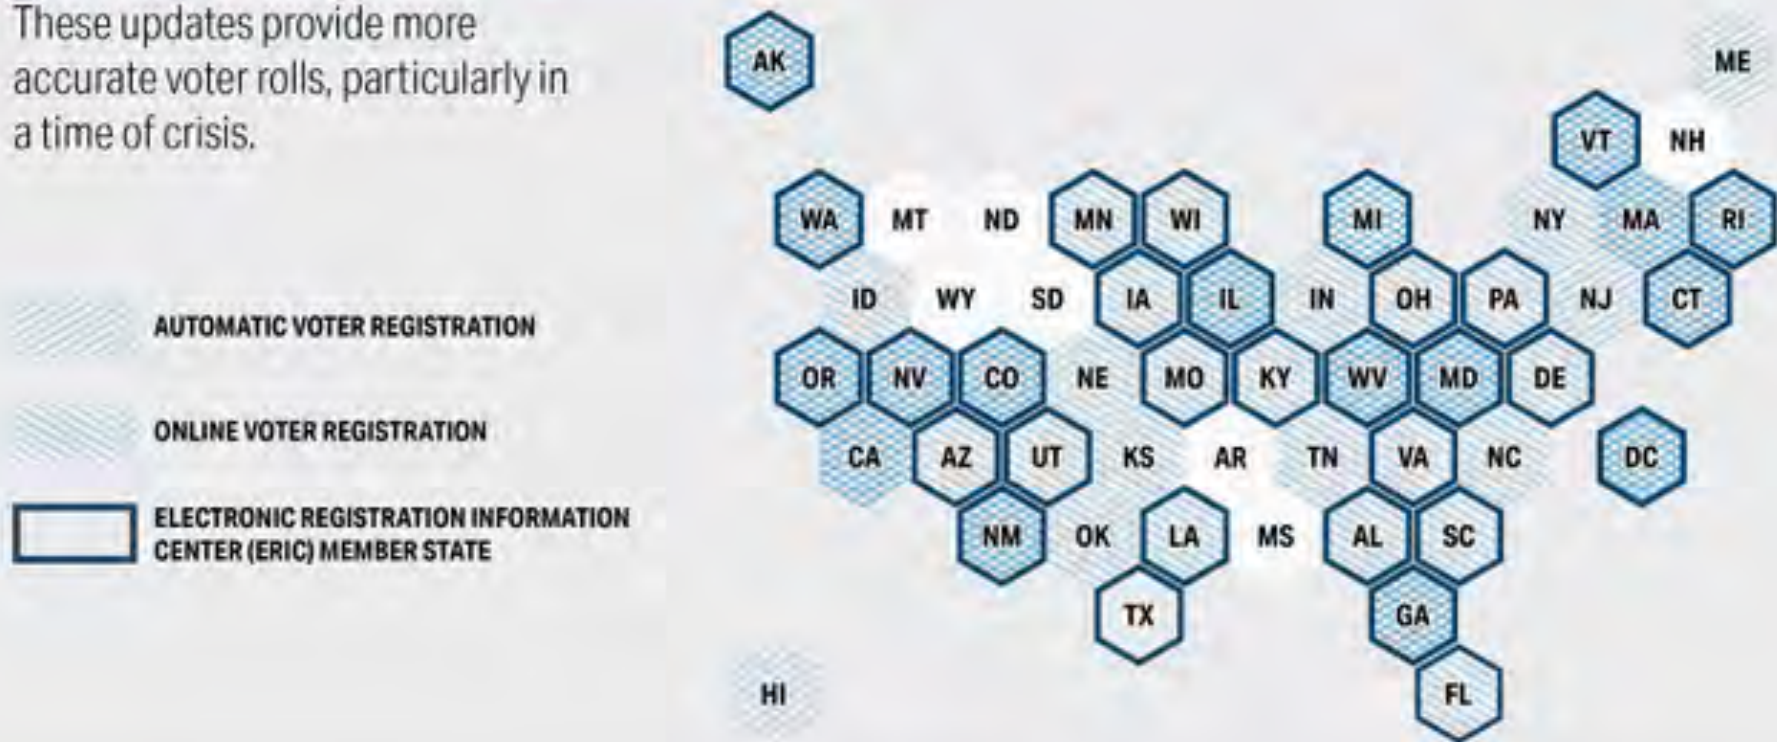 These updates provide more
accurate voter rolls, particularly in
a time of crisis.
AUTOMATIC VOTER REGISTRATION
ONLINE VOTER REGISTRATION
ELECTRONIC REGISTRATION INFORMATION
CENTER (ERIC) MEMBER STATE
AK ME
VT NH
WA MT ND MN WI MI NY MA RI
ID WY SD IA IL IN OH PA NJ CT
OR NV CO NE MO KY WV MD DE
CA AZ UT KS AR TN VA NC DC
NM OK LA MS AL SC
TX GA
HI FL